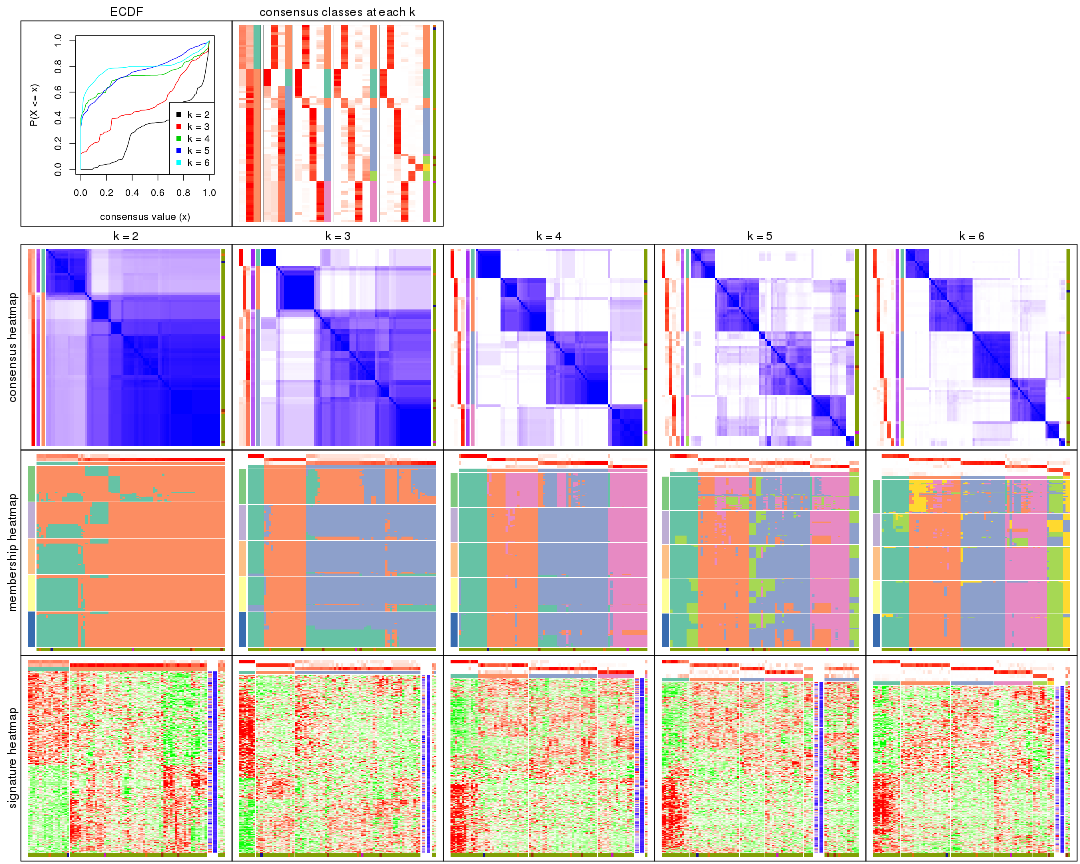 ECDF
consensus classes at each k
P(X <= x)
0.0 0.2 0.4 0.6 0.8 1.0
k = 2
k = 3
k = 4
k = 5
k = 6
0.0 0.2 0.4 0.6 0.8 1.0
consensus value (x)
k = 2
k = 3
k = 4
k = 5
k = 6
consensus heatmap
membership heatmap
signature heatmap